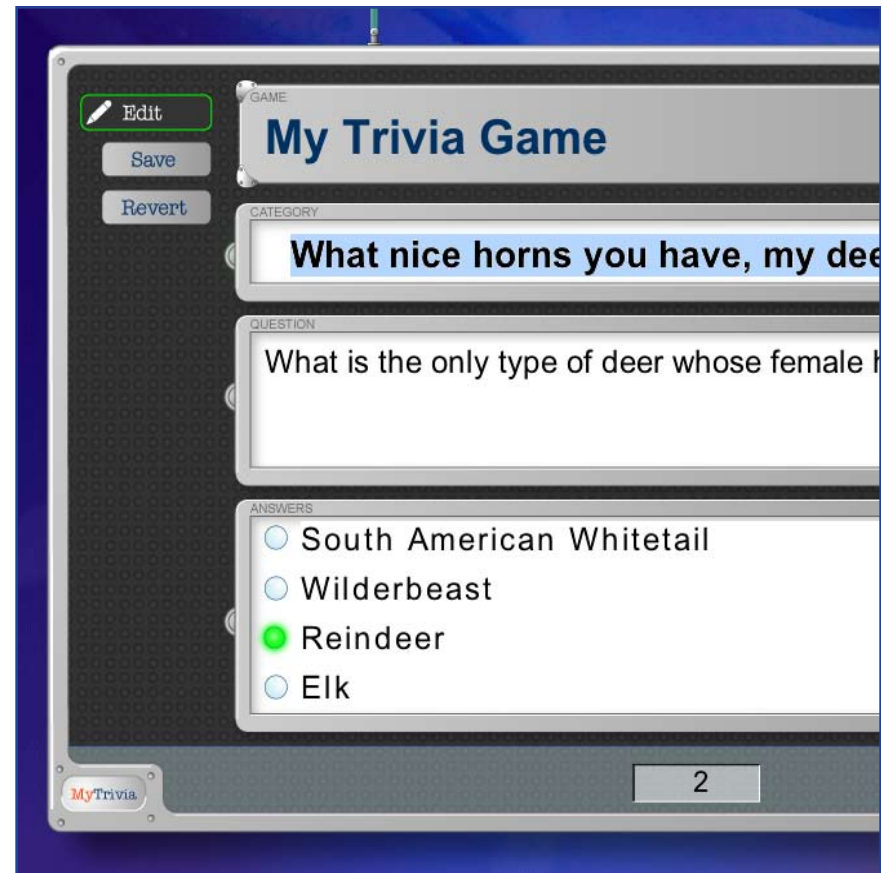 Edit
Save
Revert
GAME
My Trivia Game
CATEGORY
What nice horns you have, my dee
QUESTION
What is the only type of deer whose female h
ANSWERS
South American Whitetail
Wilderbeast
Reindeer
Elk
MyTrivia
2